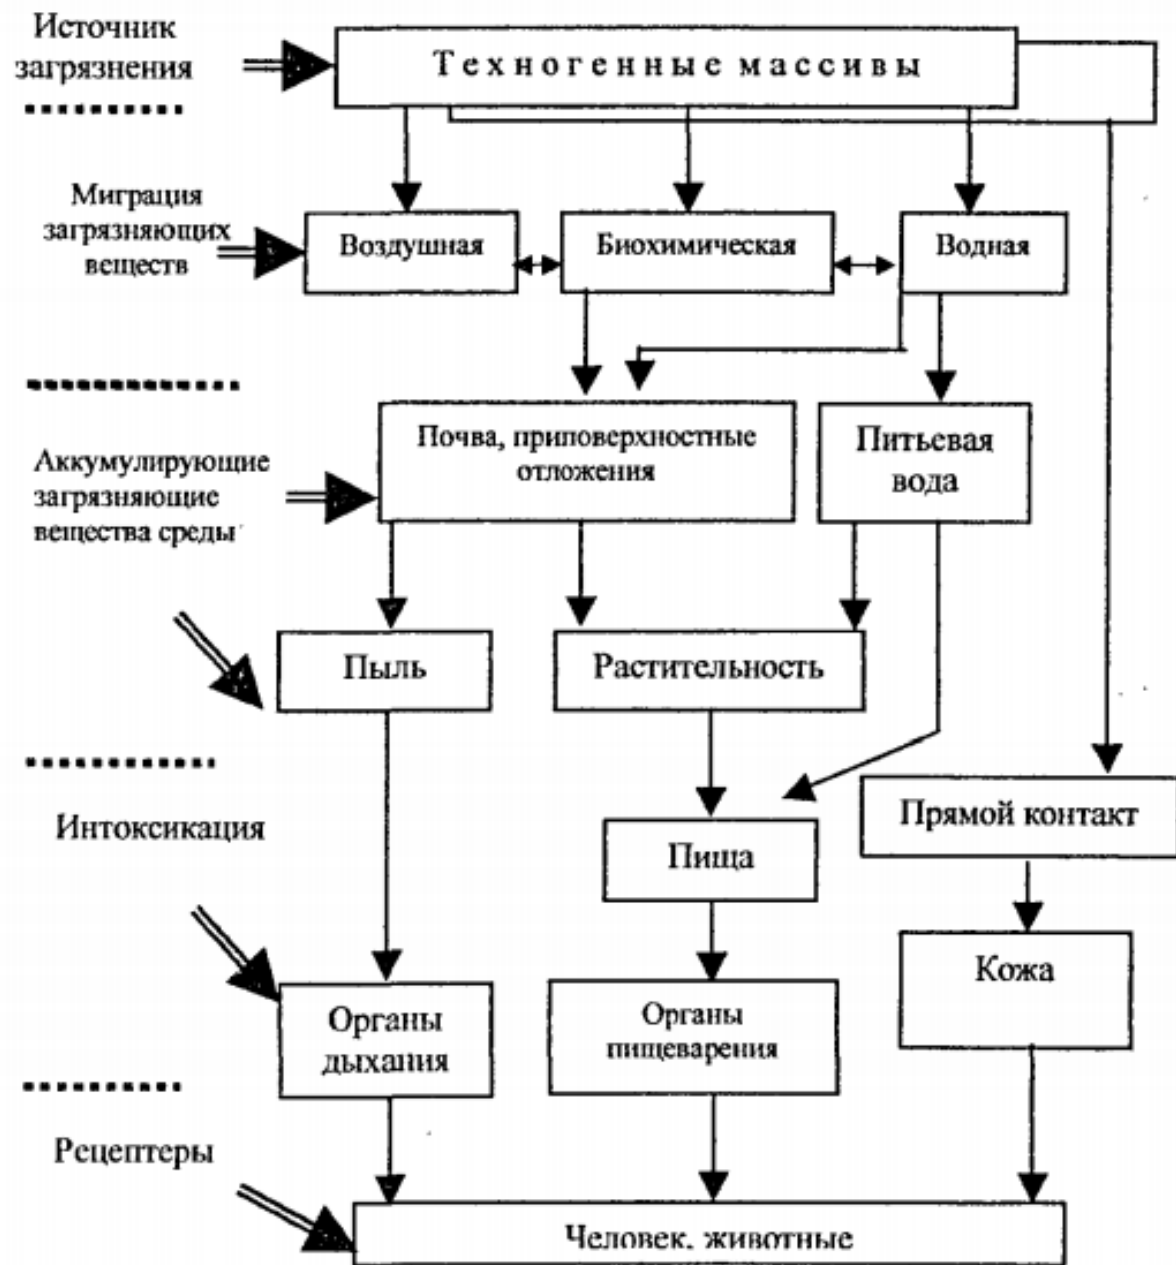 Источник
загрязнения
Техногенные массивы
Миграция
загрязняющих
веществ
Воздушная
Биохимическая
Водная
Аккумулирующие
загрязняющие
вещества среды
Почва, приповерхностные
отложения
Питьевая
вода
Пыль
Растительность
Интоксикация
Пища
Прямой контакт
Органы
дыхания
Органы
пищеварения
Кожа
Рецептеры
Человек, животные